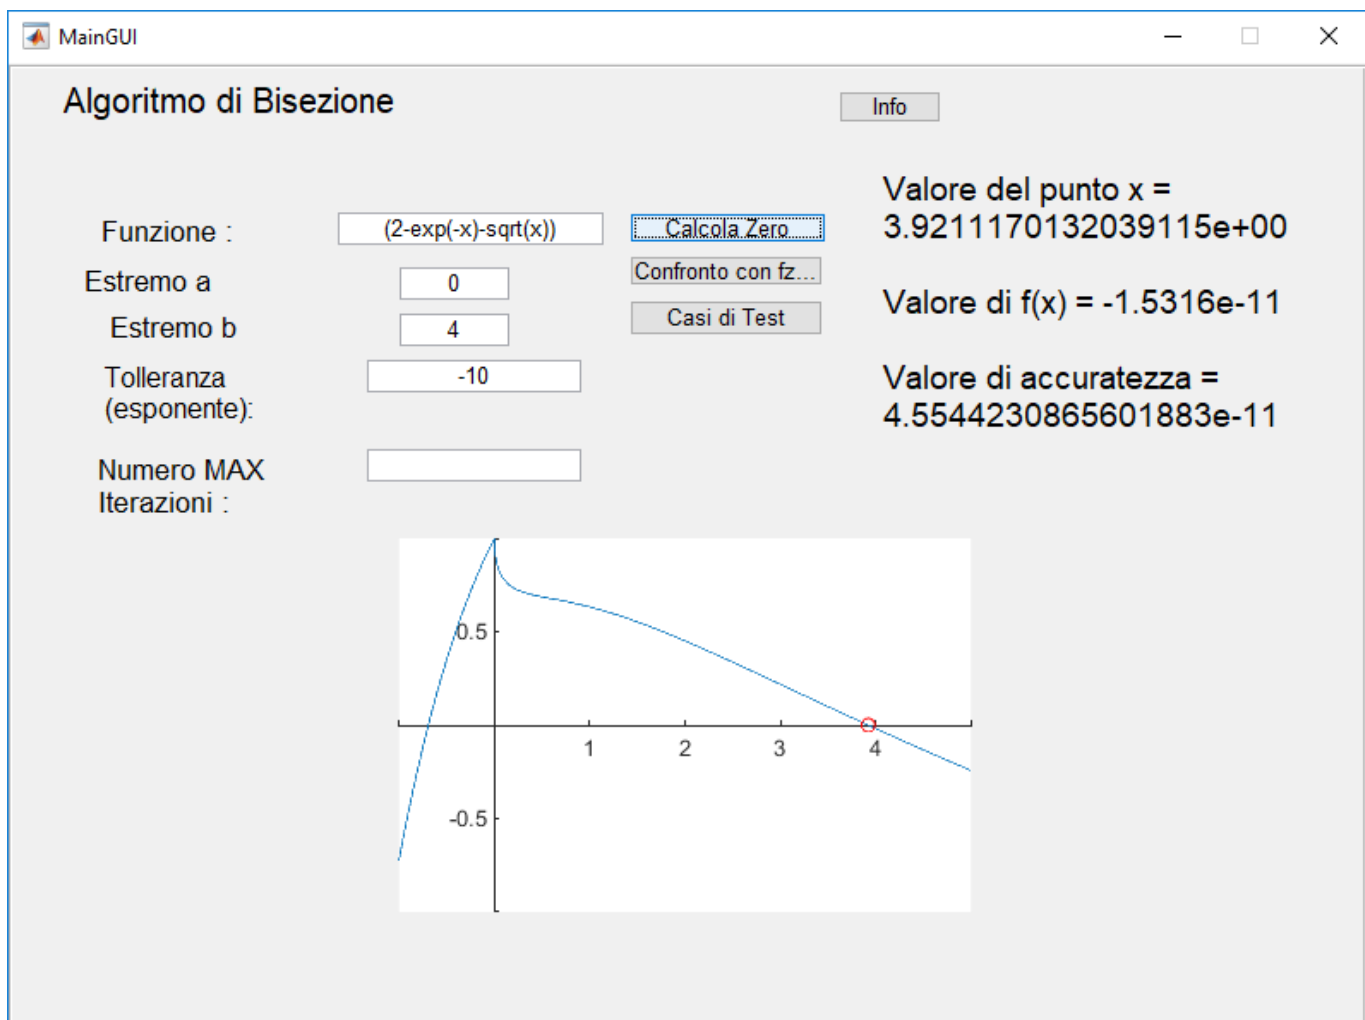 MainGUI
Algoritmo di Bisezione
Info
Valore del punto x =
3.9211170132039115e+00
Funzione :
(2-exp(-x)-sqrt(x))
Calcola Zero
Estremo a
0
Confronto con fz...
Valore di f(x) = -1.5316e-11
Estremo b
4
Casi di Test
Tolleranza
(esponente):
-10
Valore di accuratezza =
4.5544230865601883e-11
Numero MAX
Iterazioni :
0.5
1
2
3
4
-0.5